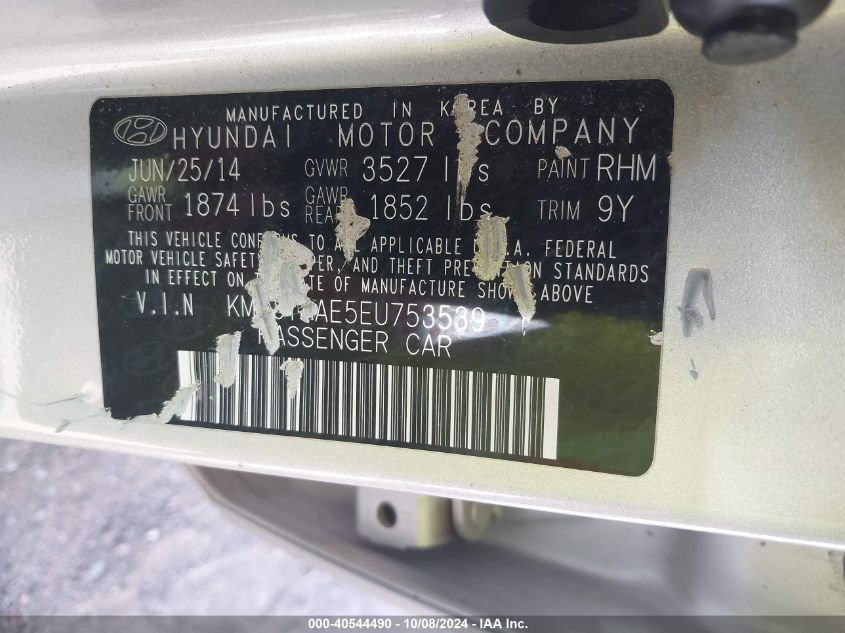 MANUFACTURED IN KOREA BY
HYUNDAI MOTOR COMPANY
JUN/25/14 GVWR 3527 lbs PAINT RHM
GAWR FRONT 1874 lbs GAWR REAR 1852 lbs TRIM 9Y
THIS VEHICLE CONFORMS TO ALL APPLICABLE U.S.A. FEDERAL
MOTOR VEHICLE SAFETY, BUMPER, AND THEFT PREVENTION STANDARDS
IN EFFECT ON THE DATE OF MANUFACTURE SHOWN ABOVE
V.I.N
PASSENGER CAR
000-40544490 - 10/08/2024 - IAA Inc.